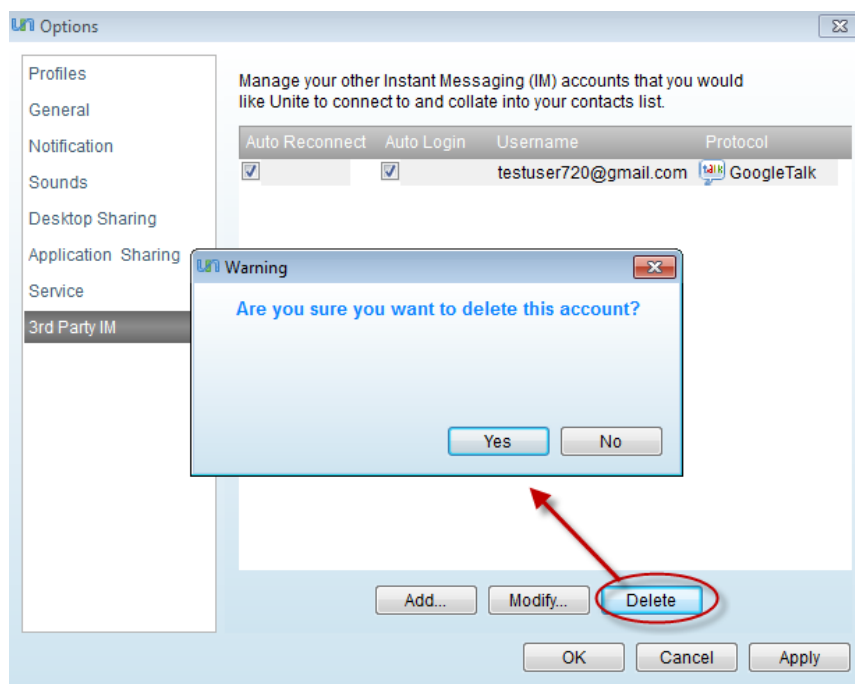 un Options
Profiles
General
Notification
Sounds
Desktop Sharing
Application Sharing
Service
3rd Party IM
Manage your other Instant Messaging (IM) accounts that you would
like Unite to connect to and collate into your contacts list.
Auto Reconnect Auto Login Username Protocol
testuser720@gmail.com talk GoogleTalk
un Warning
Are you sure you want to delete this account?
Yes No
Add... Modify... Delete
OK Cancel Apply